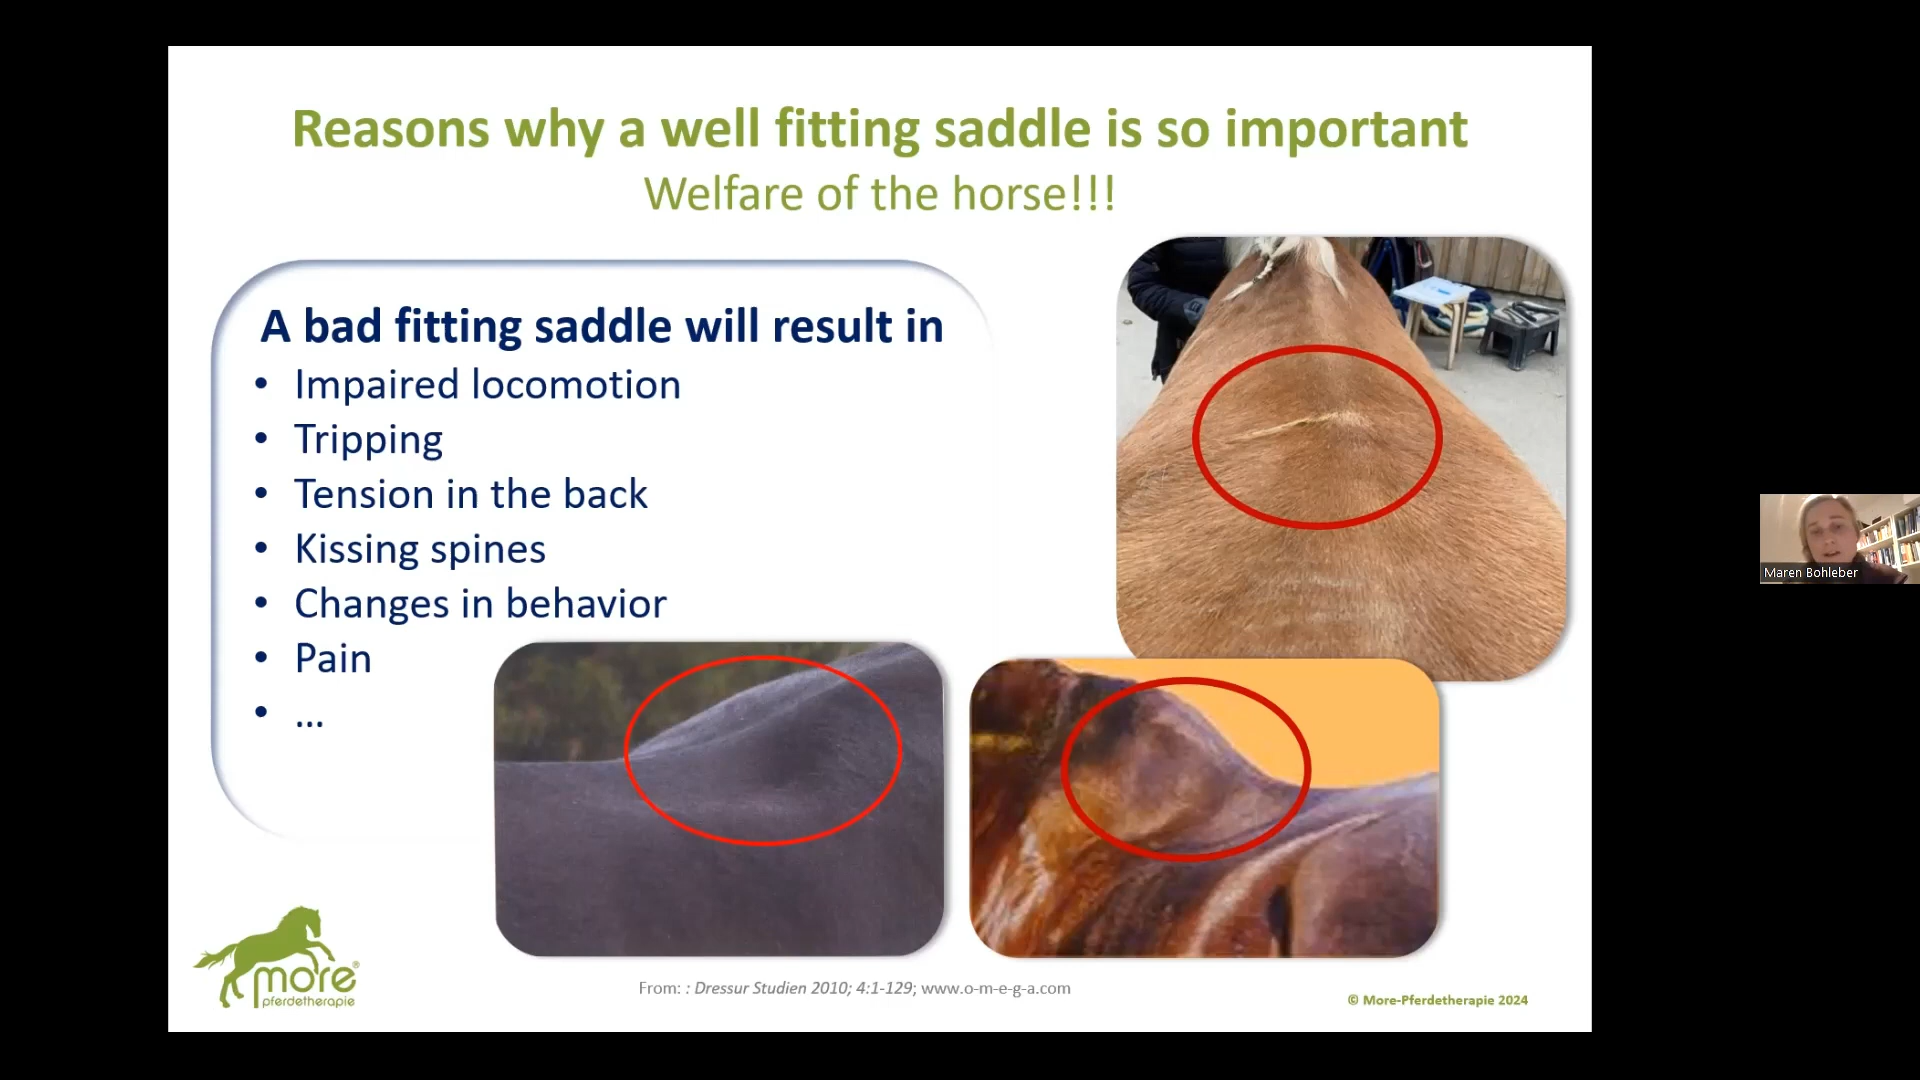 Reasons why a well fitting saddle is so important
Welfare of the horse!!!
A bad fitting saddle will result in
• Impaired locomotion
• Tripping
• Tension in the back
• Kissing spines
• Changes in behavior
• Pain
• ...
more®
pferdetherapie
From: : Dressur Studien 2010; 4:1-129; www.o-m-e-g-a.com
© More-Pferdetherapie 2024
Maren Bohleber